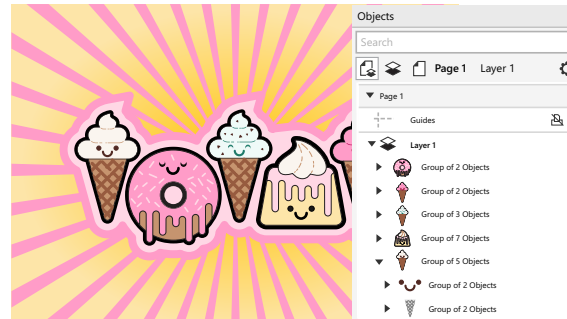 Objects
Search
Page 1 Layer 1
Page 1
Guides
Layer 1
Group of 2 Objects
Group of 2 Objects
Group of 3 Objects
Group of 7 Objects
Group of 5 Objects
Group of 2 Objects
Group of 2 Objects